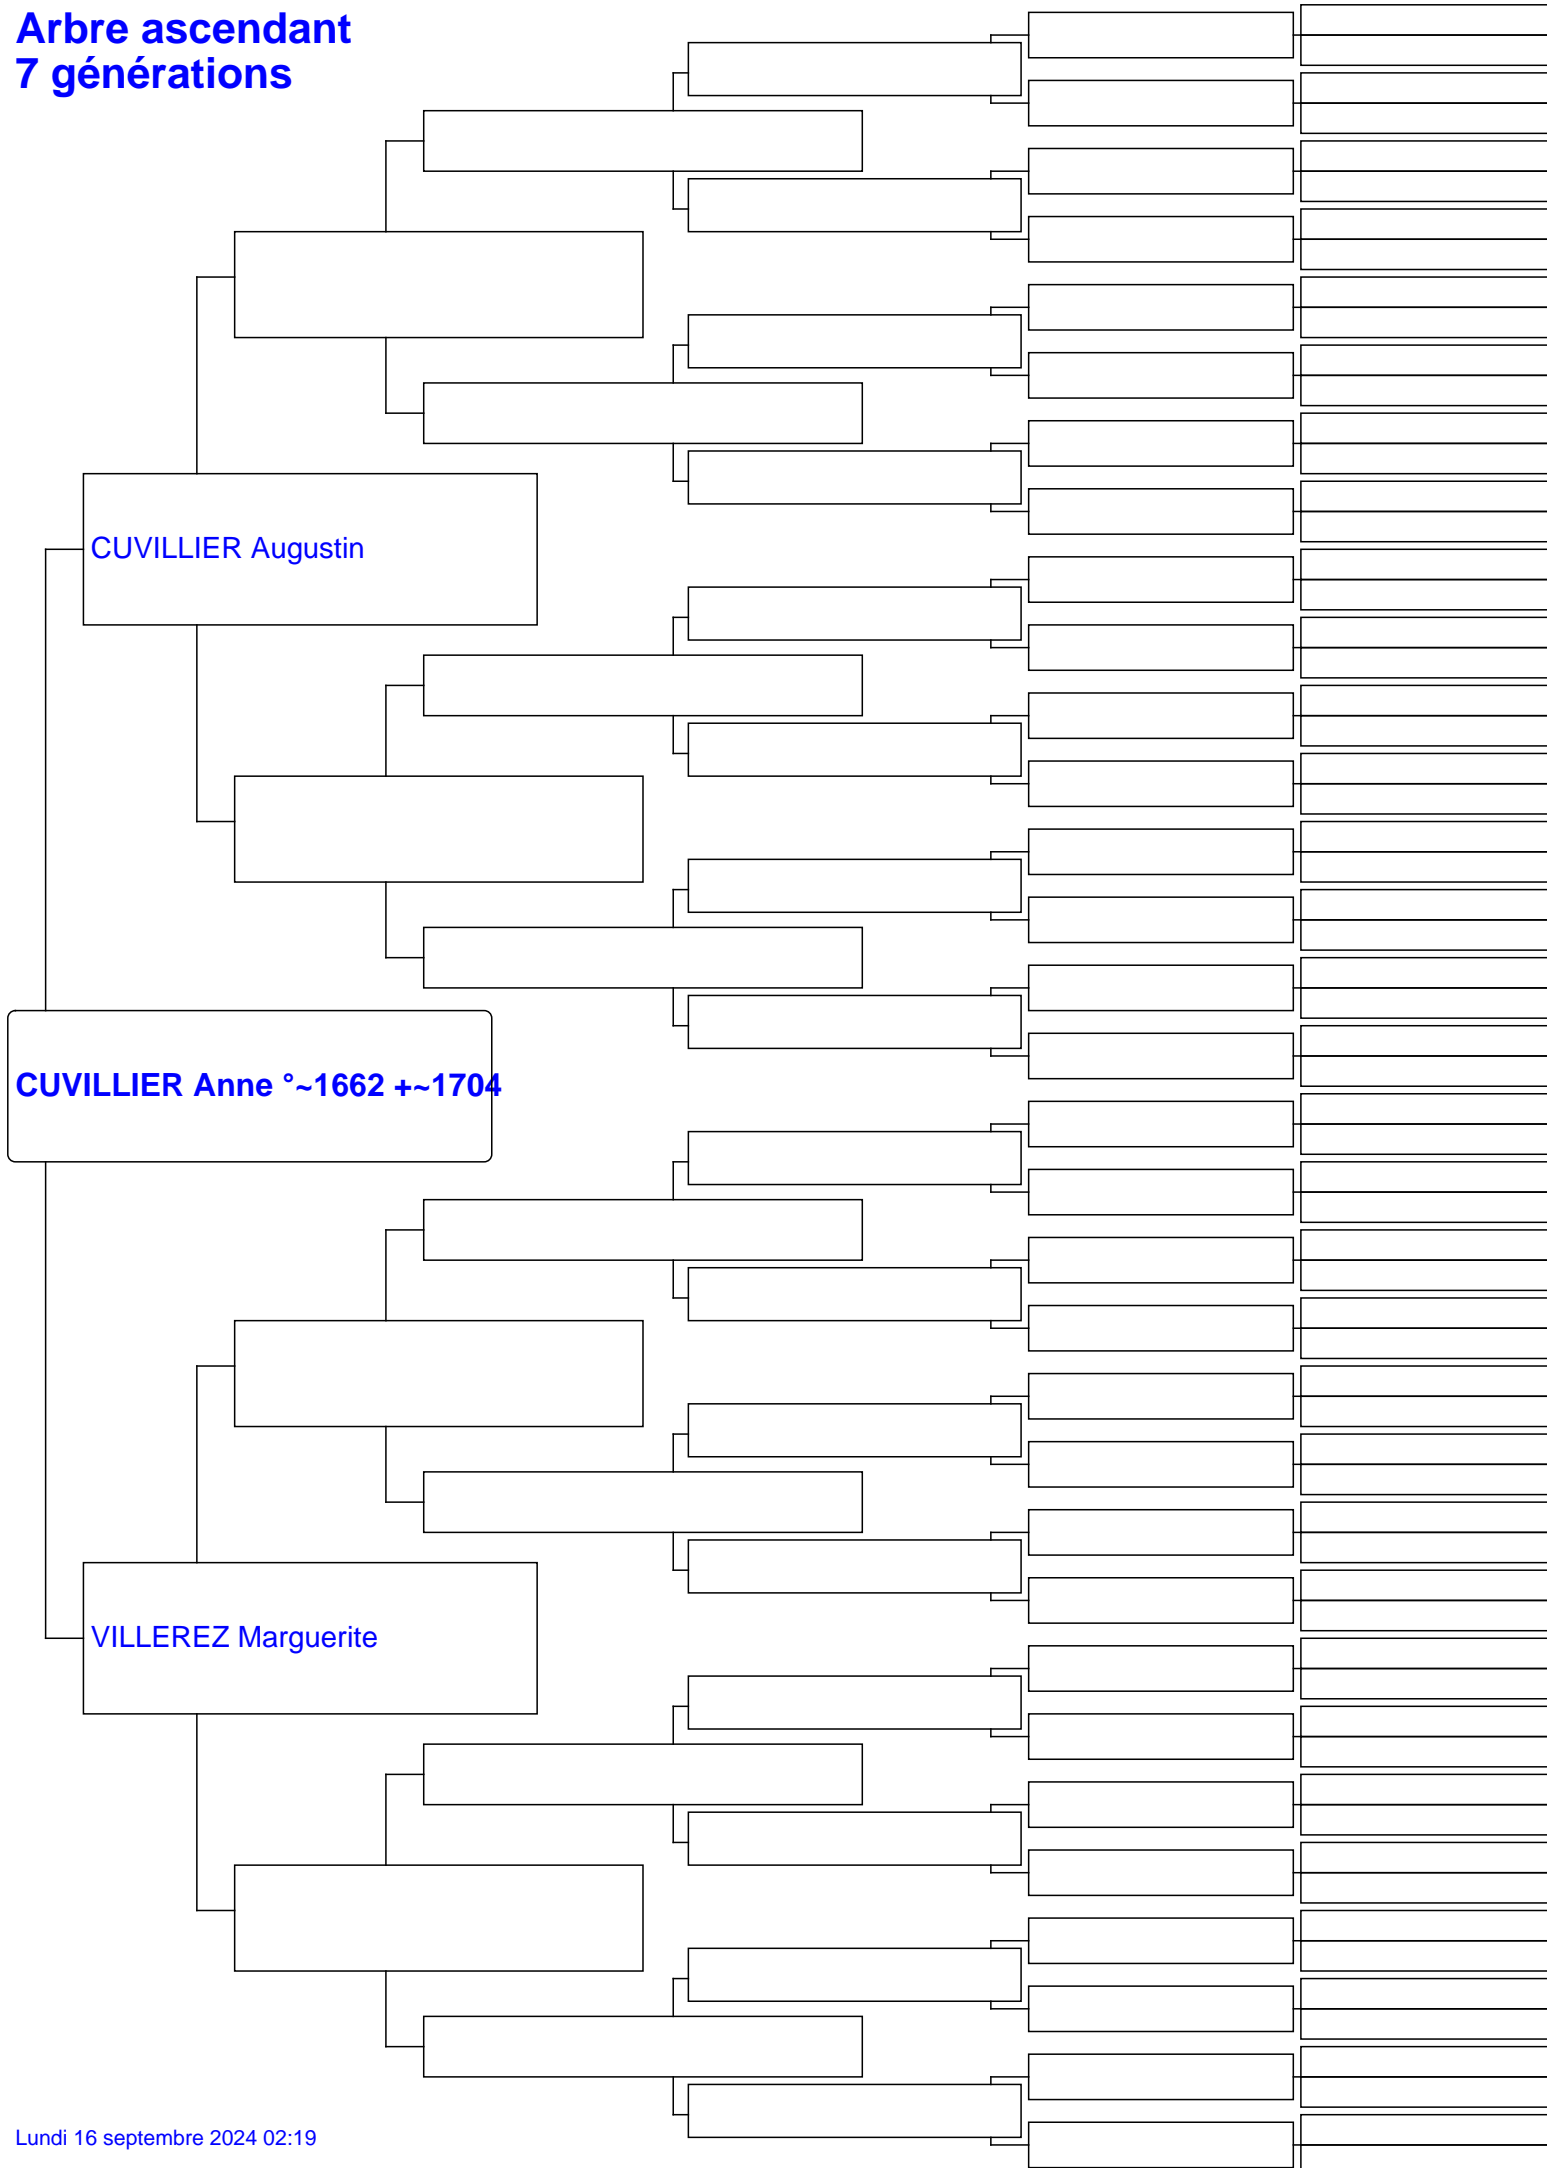 Arbre ascendant
7 générations
CUVILLIER Augustin
CUVILLIER Anne °~1662 +~1704
VILLEREZ Marguerite
Lundi 16 septembre 2024 02:19